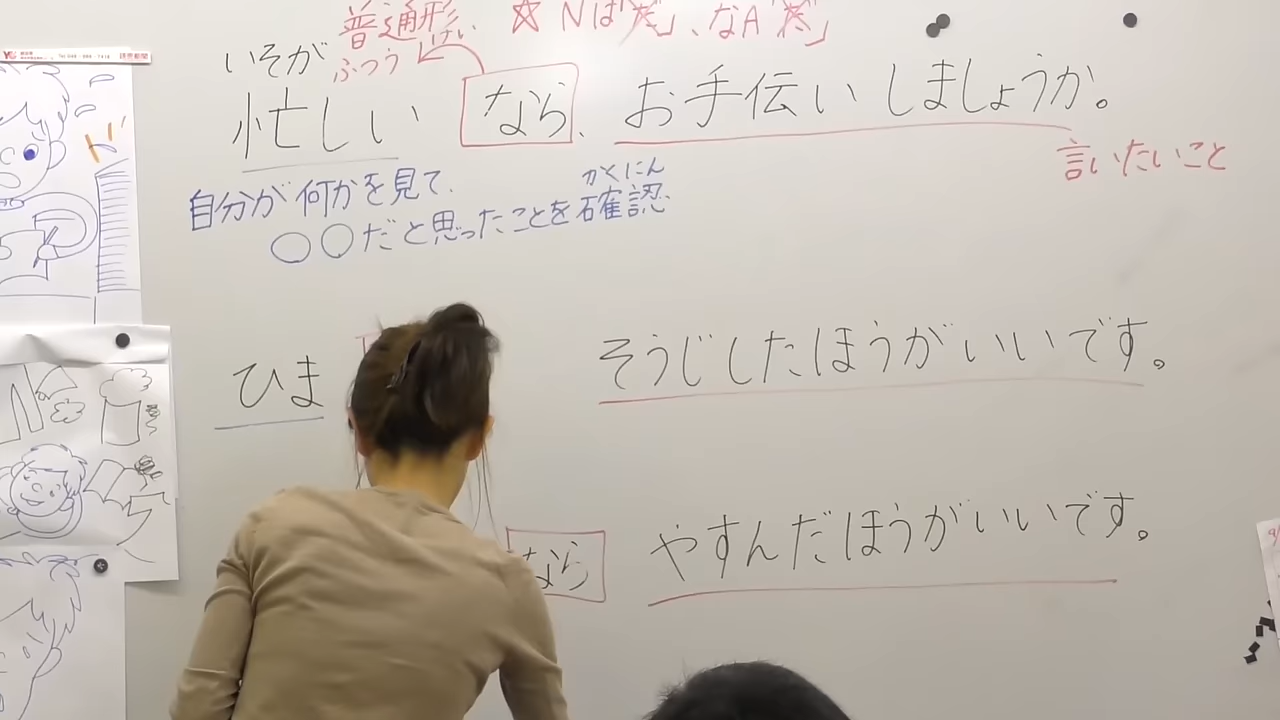 普通形 ☆ Nは「だ」、なA「だ」
ふつう けい
いそが
忙しい なら、お手伝いしましょうか。
言いたいこと
自分が何かを見て、
かくにん
〇〇だと思ったことを確認
ひま そうじしたほうがいいです。
なら やすんだほうがいいです。